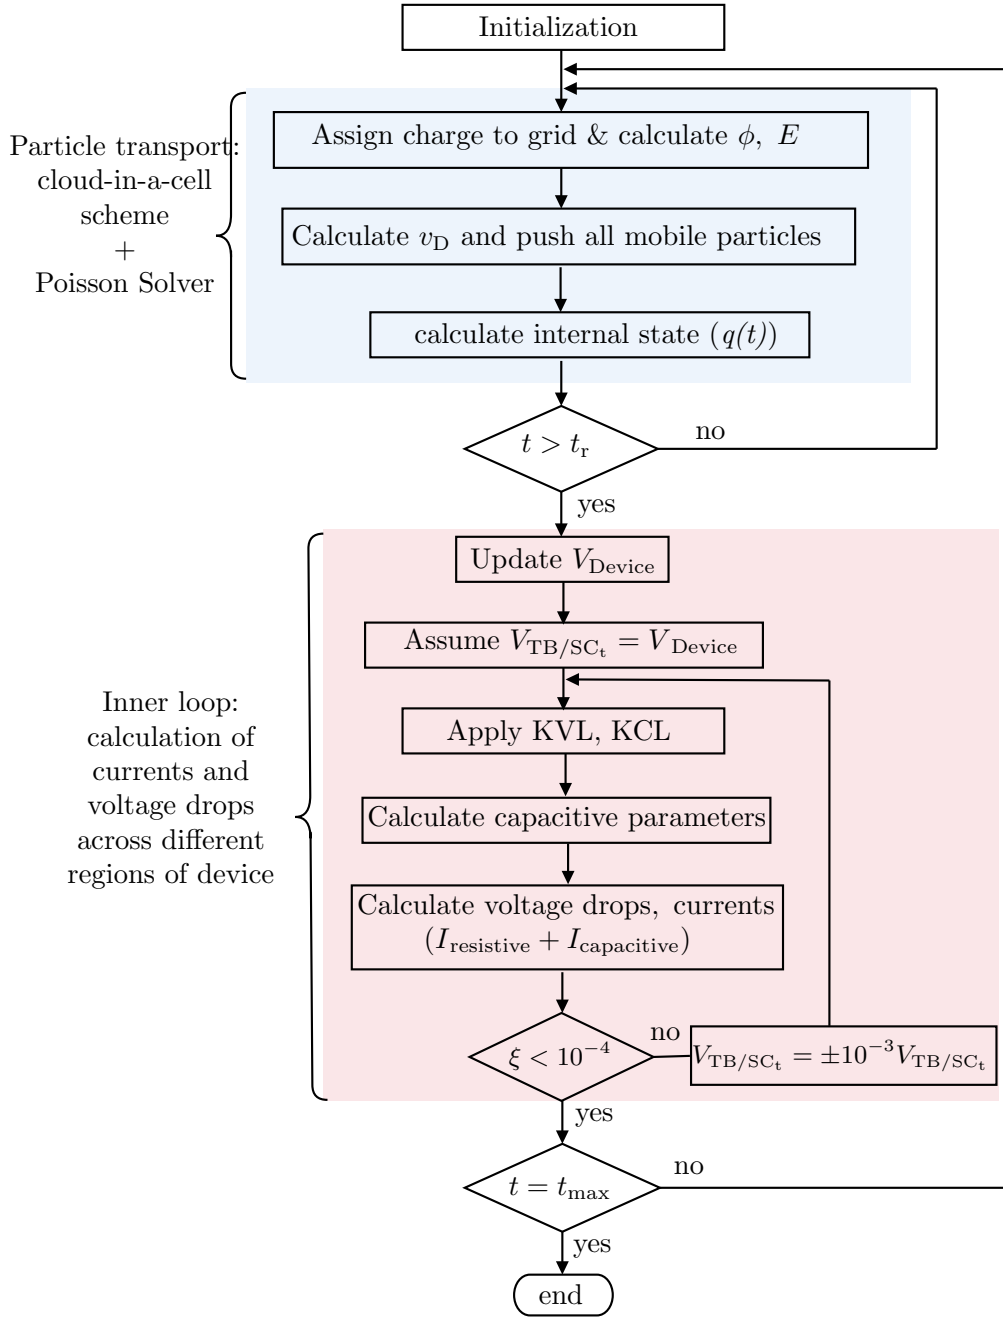 Initialization
Particle transport:
cloud-in-a-cell
scheme
+
Poisson Solver
Assign charge to grid & calculate ϕ, E
Calculate v_D and push all mobile particles
calculate internal state (q(t))
t > t_r
no
yes
Inner loop:
calculation of
currents and
voltage drops
across different
regions of device
Update V_Device
Assume V_TB/SC_t = V_Device
Apply KVL, KCL
Calculate capacitive parameters
Calculate voltage drops, currents
(I_resistive + I_capacitive)
ξ < 10⁻⁴
no
V_TB/SC_t = ±10⁻³V_TB/SC_t
yes
t = t_max
no
yes
end